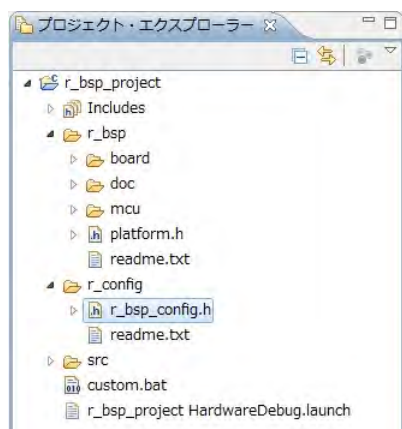 プロジェクト・エクスプローラー
r_bsp_project
Includes
r_bsp
board
doc
mcu
platform.h
readme.txt
r_config
r_bsp_config.h
readme.txt
src
custom.bat
r_bsp_project HardwareDebug.launch